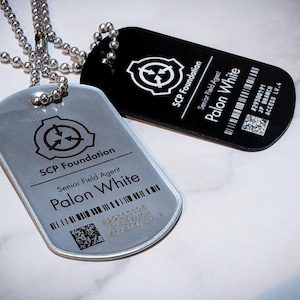 SCP Foundation
Senior Field Agent
Palon White
SCP Foundation
Senior Field Agent
Palon White